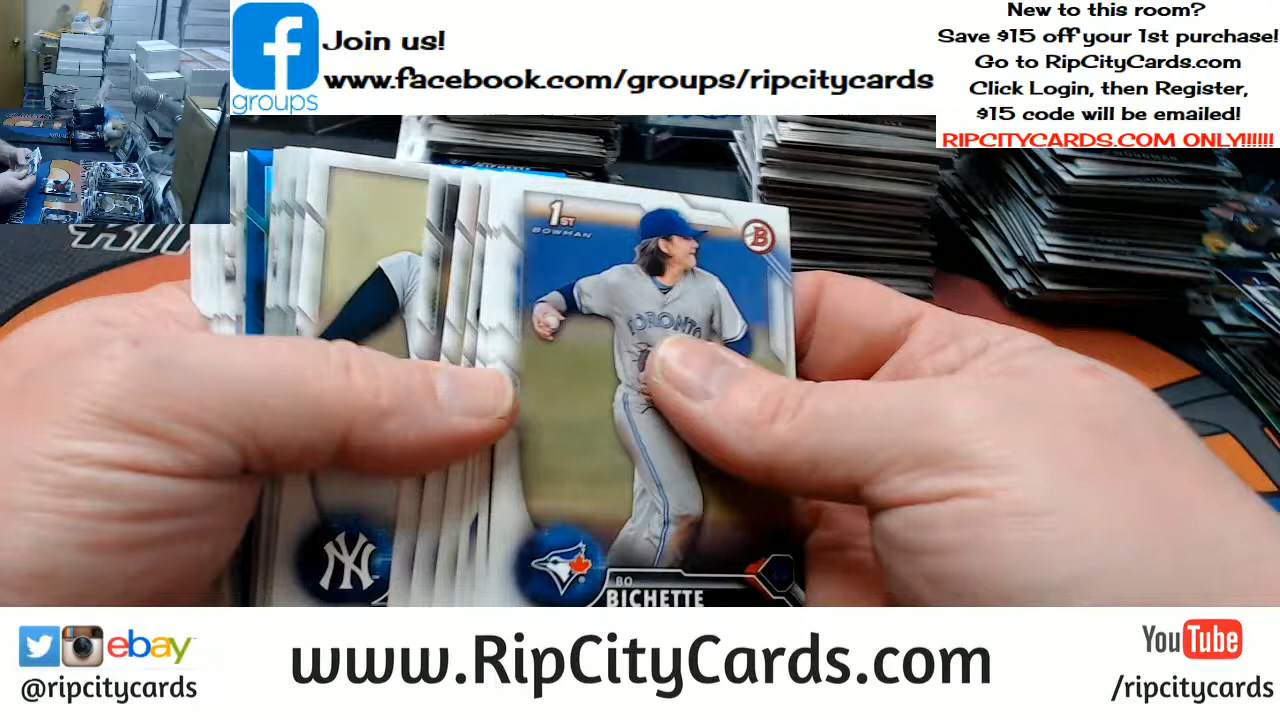 Join us!
www.facebook.com/groups/ripcitycards
groups
New to this room?
Save $15 off your 1st purchase!
Go to RipCityCards.com
Click Login, then Register,
$15 code will be emailed!
RIPCITYCARDS.COM ONLY!!!!!!
1ST
BOWMAN
B
TORONTO
NY
BO
BICHETTE
ebay
@ripcitycards
www.RipCityCards.com
YouTube
/ripcitycards